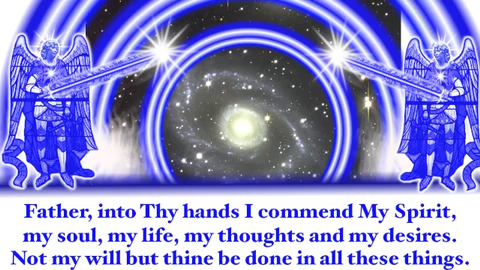 Father, into Thy hands I commend My Spirit,
my soul, my life, my thoughts and my desires.
Not my will but thine be done in all these things.